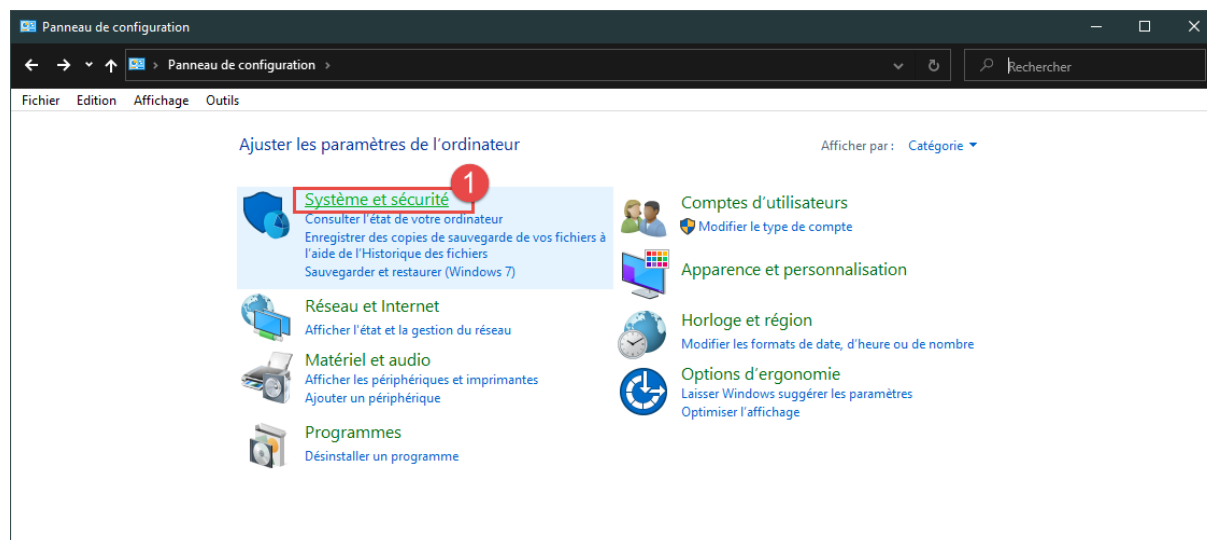 Panneau de configuration
Panneau de configuration
Rechercher
Fichier Edition Affichage Outils
Ajuster les paramètres de l'ordinateur
Afficher par : Catégorie
1
Système et sécurité
Consulter l'état de votre ordinateur
Enregistrer des copies de sauvegarde de vos fichiers à
l'aide de l'Historique des fichiers
Sauvegarder et restaurer (Windows 7)
Réseau et Internet
Afficher l'état et la gestion du réseau
Matériel et audio
Afficher les périphériques et imprimantes
Ajouter un périphérique
Programmes
Désinstaller un programme
Comptes d'utilisateurs
Modifier le type de compte
Apparence et personnalisation
Horloge et région
Modifier les formats de date, d'heure ou de nombre
Options d'ergonomie
Laisser Windows suggérer les paramètres
Optimiser l'affichage